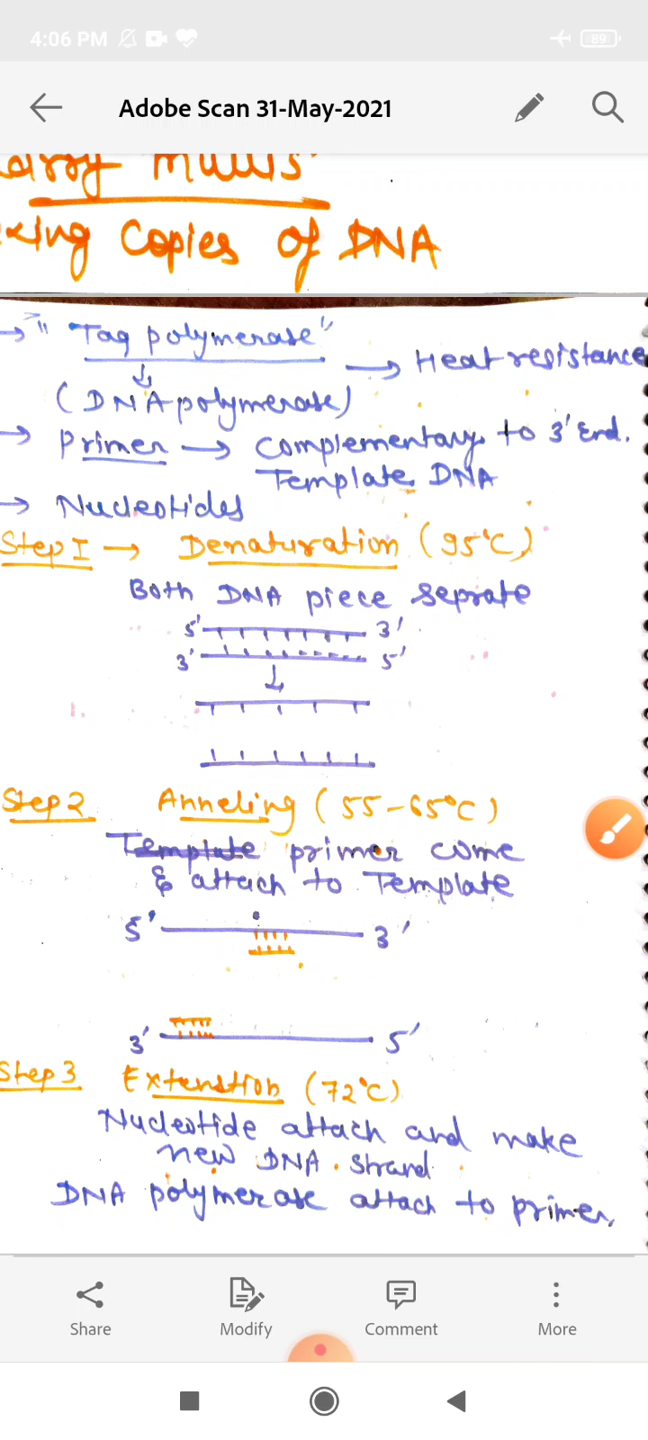 4:06 PM 89
Adobe Scan 31-May-2021
Mullis
Copies of DNA
→ " "Taq polymerase" → Heat resistance
(DNA polymerase)
→ Primer → Complementary to 3' End.
Template DNA
→ Nucleotides
Step I → Denaturation (95°C)
Both DNA piece seprate
5' 3'
3' 5'
Step 2 Anneling (55-65°C)
Template primer come
& attach to Template
5' 3'
3' 5'
Step 3 Extenstion (72°C)
Nucleotide attach and make
new DNA strand
DNA polymerase attach to primer,
Share Modify Comment More